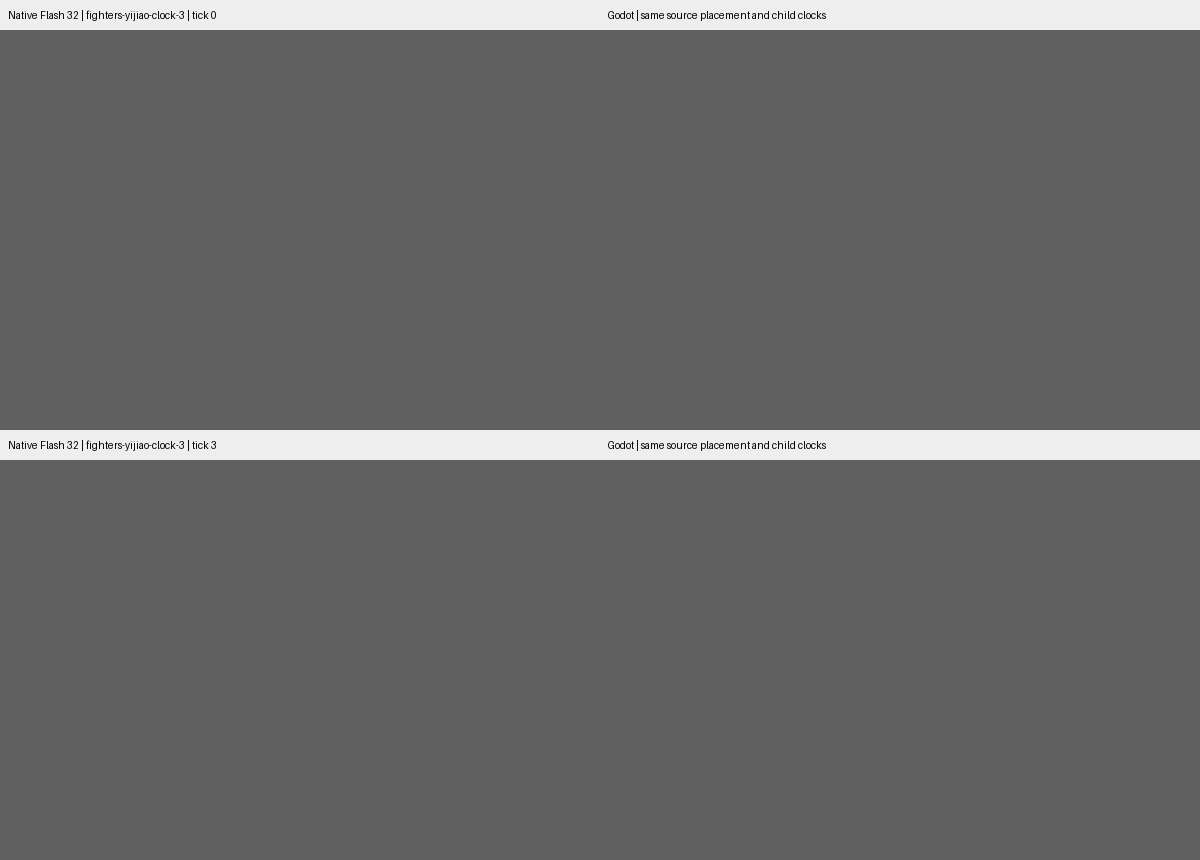 Native Flash 32 | fighters-yijiao-clock-3 | tick 0
Godot | same source placement and child clocks
Native Flash 32 | fighters-yijiao-clock-3 | tick 3
Godot | same source placement and child clocks